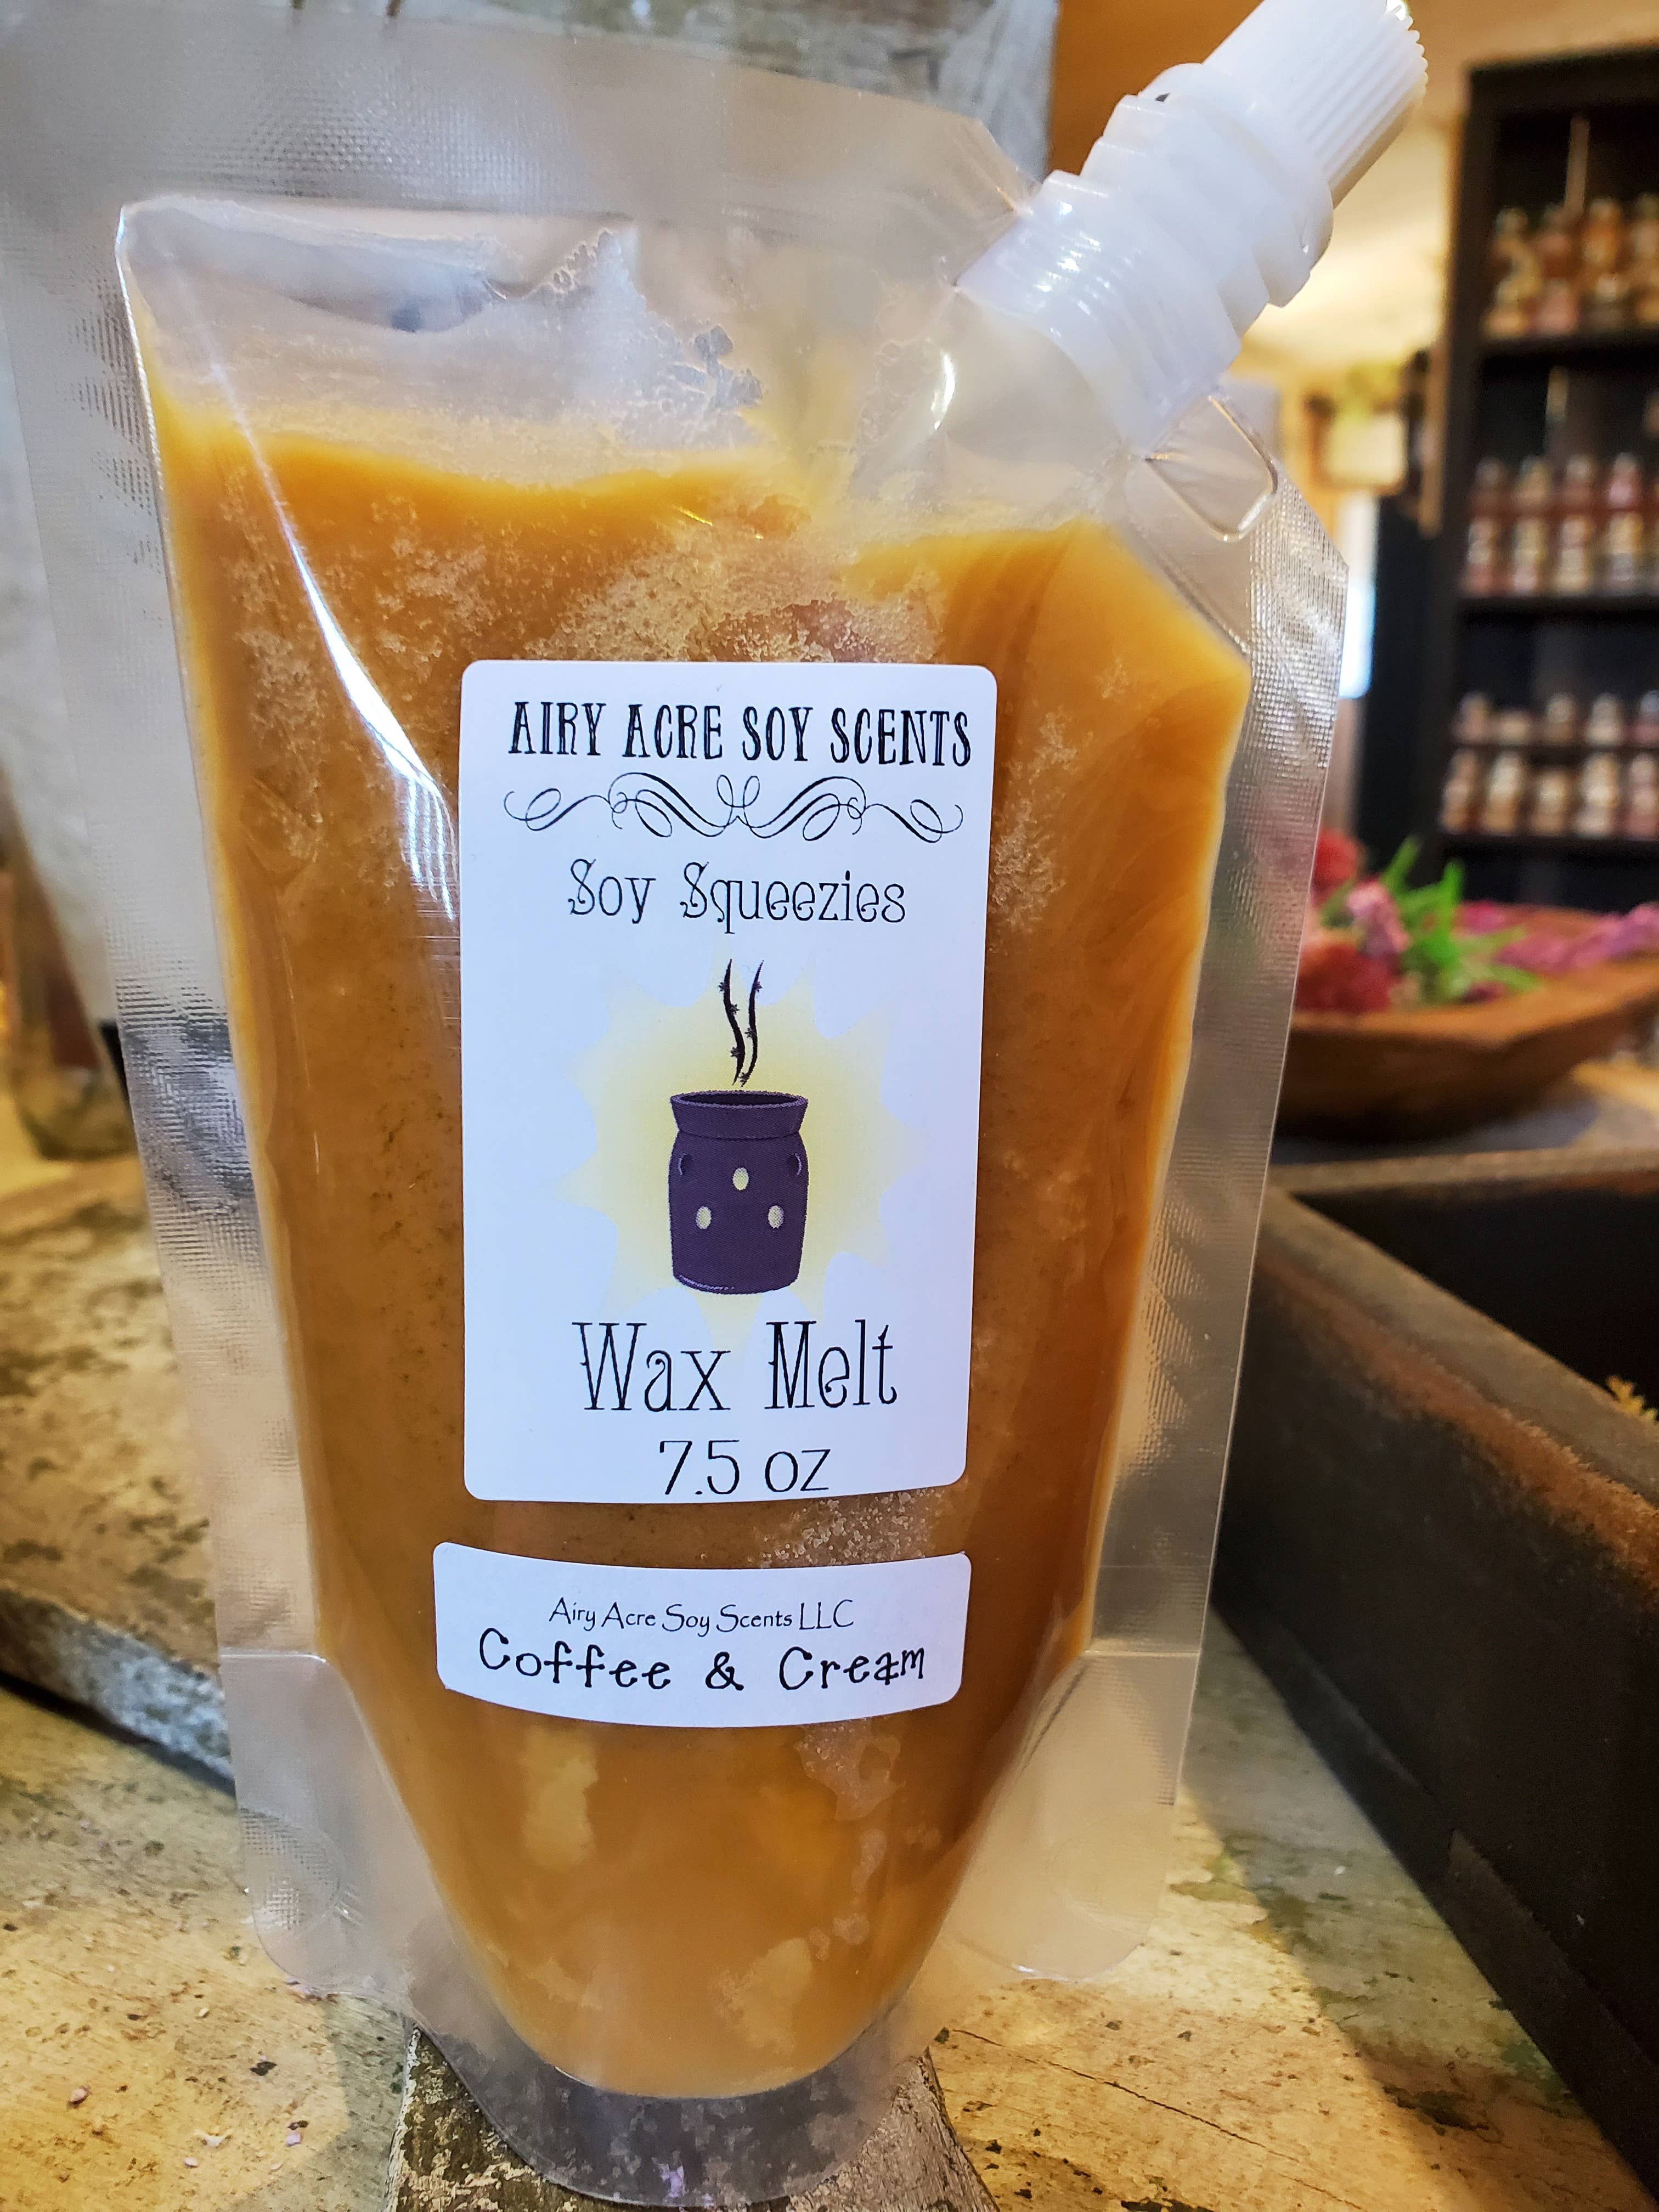 AIRY ACRE SOY SCENTS
Soy Squeezies
Wax Melt
7.5 oz
Airy Acre Soy Scents LLC
Coffee & Cream